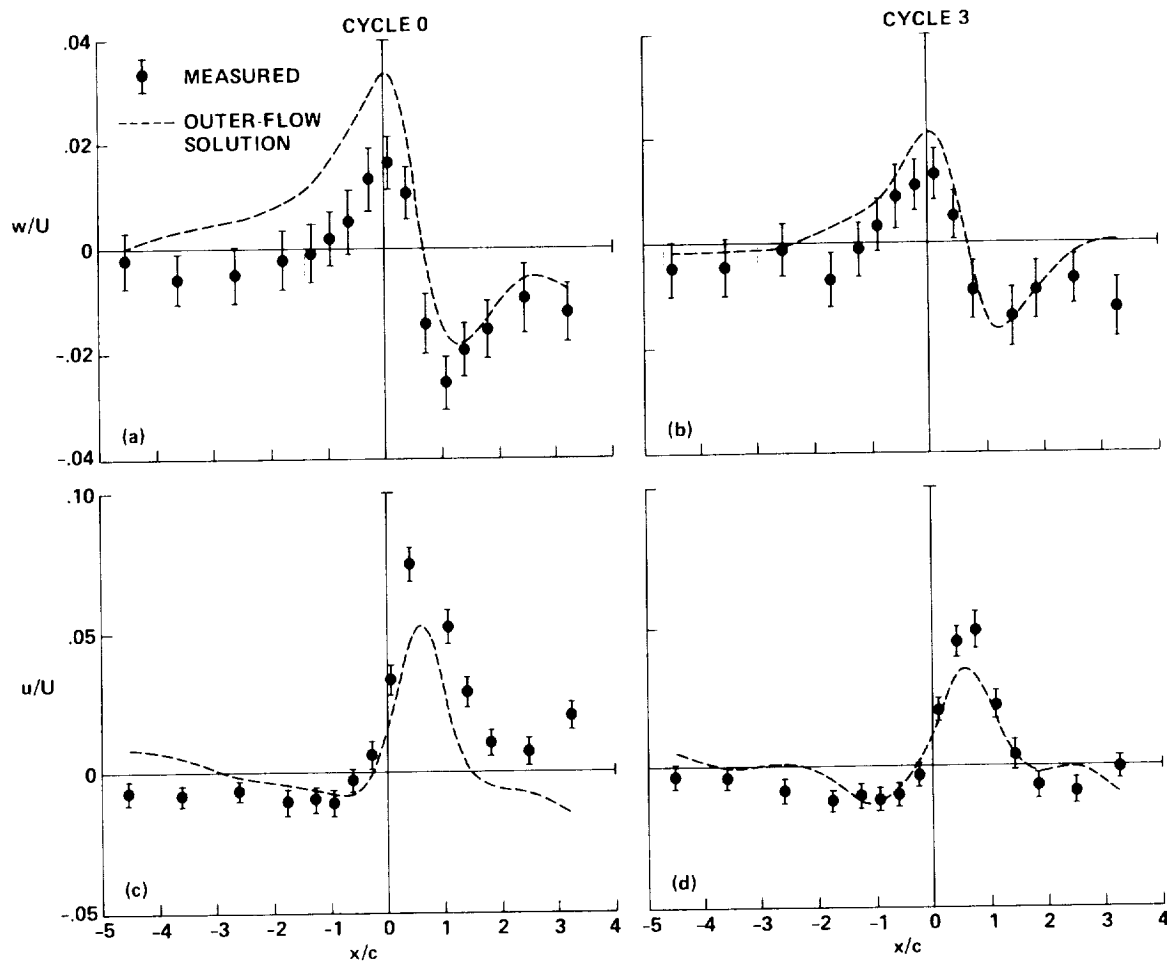 CYCLE 0
CYCLE 3
.04
MEASURED
OUTER-FLOW
SOLUTION
.02
w/U
0
-.02
(a)
(b)
-.04
.10
.05
u/U
0
(c)
(d)
-.05
-5 -4 -3 -2 -1 0 1 2 3 4
-5 -4 -3 -2 -1 0 1 2 3 4
x/c
x/c